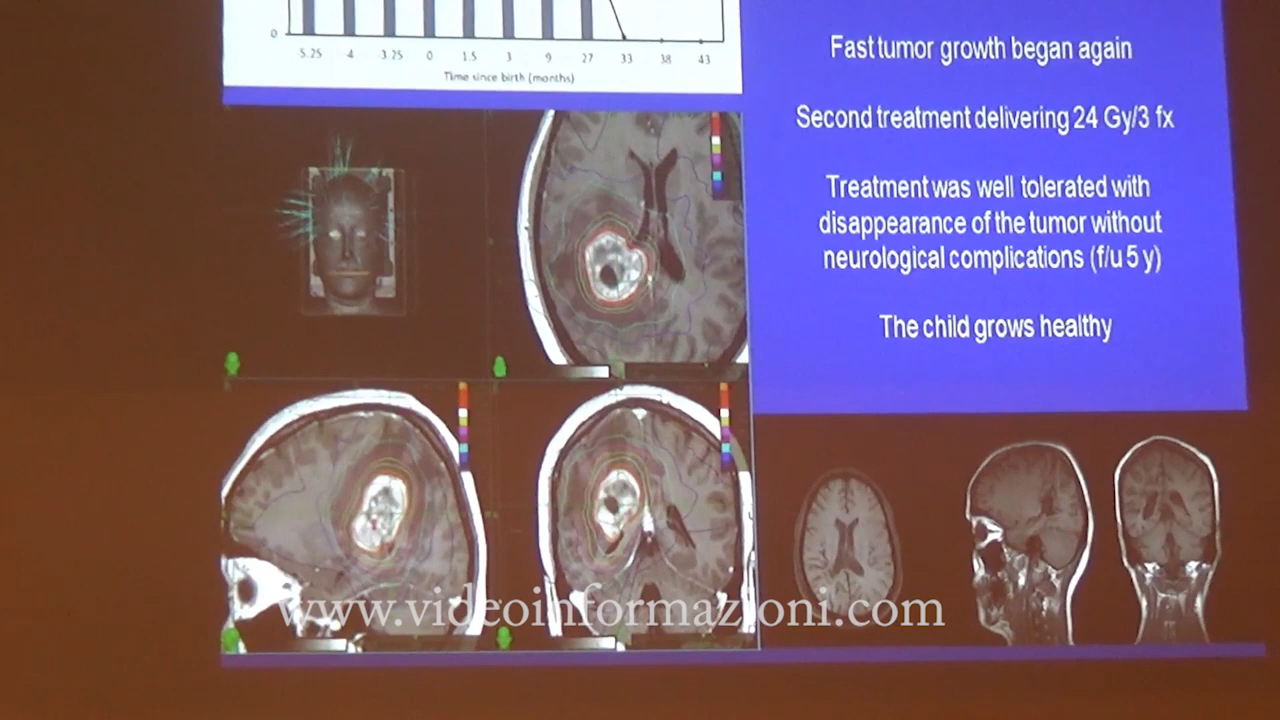 0
5.25 4 3.25 0 1.5 3 9 27 33 38 43
Time since birth (months)
Fast tumor growth began again
Second treatment delivering 24 Gy/3 fx
Treatment was well tolerated with
disappearance of the tumor without
neurological complications (f/u 5 y)
The child grows healthy
www.videoinformazioni.com